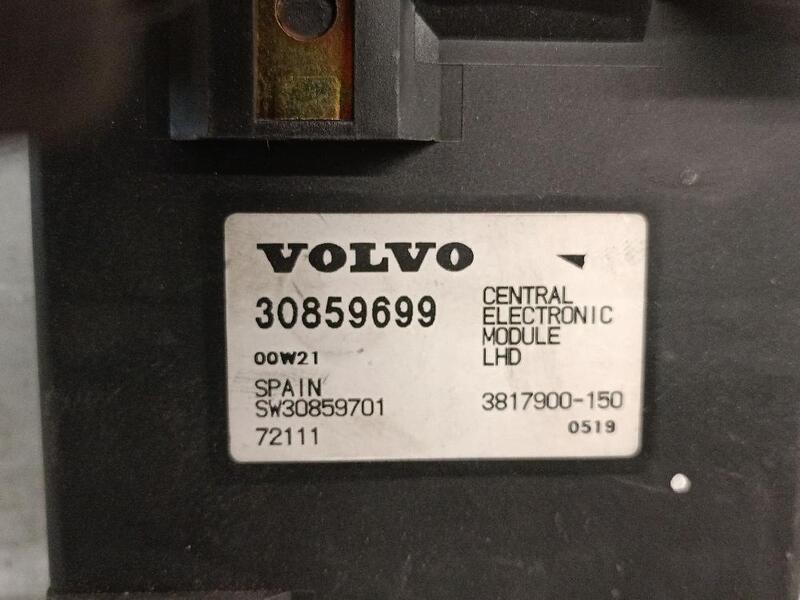 VOLVO
30859699
00W21
SPAIN
SW30859701
72111
CENTRAL
ELECTRONIC
MODULE
LHD
3817900-150
0519